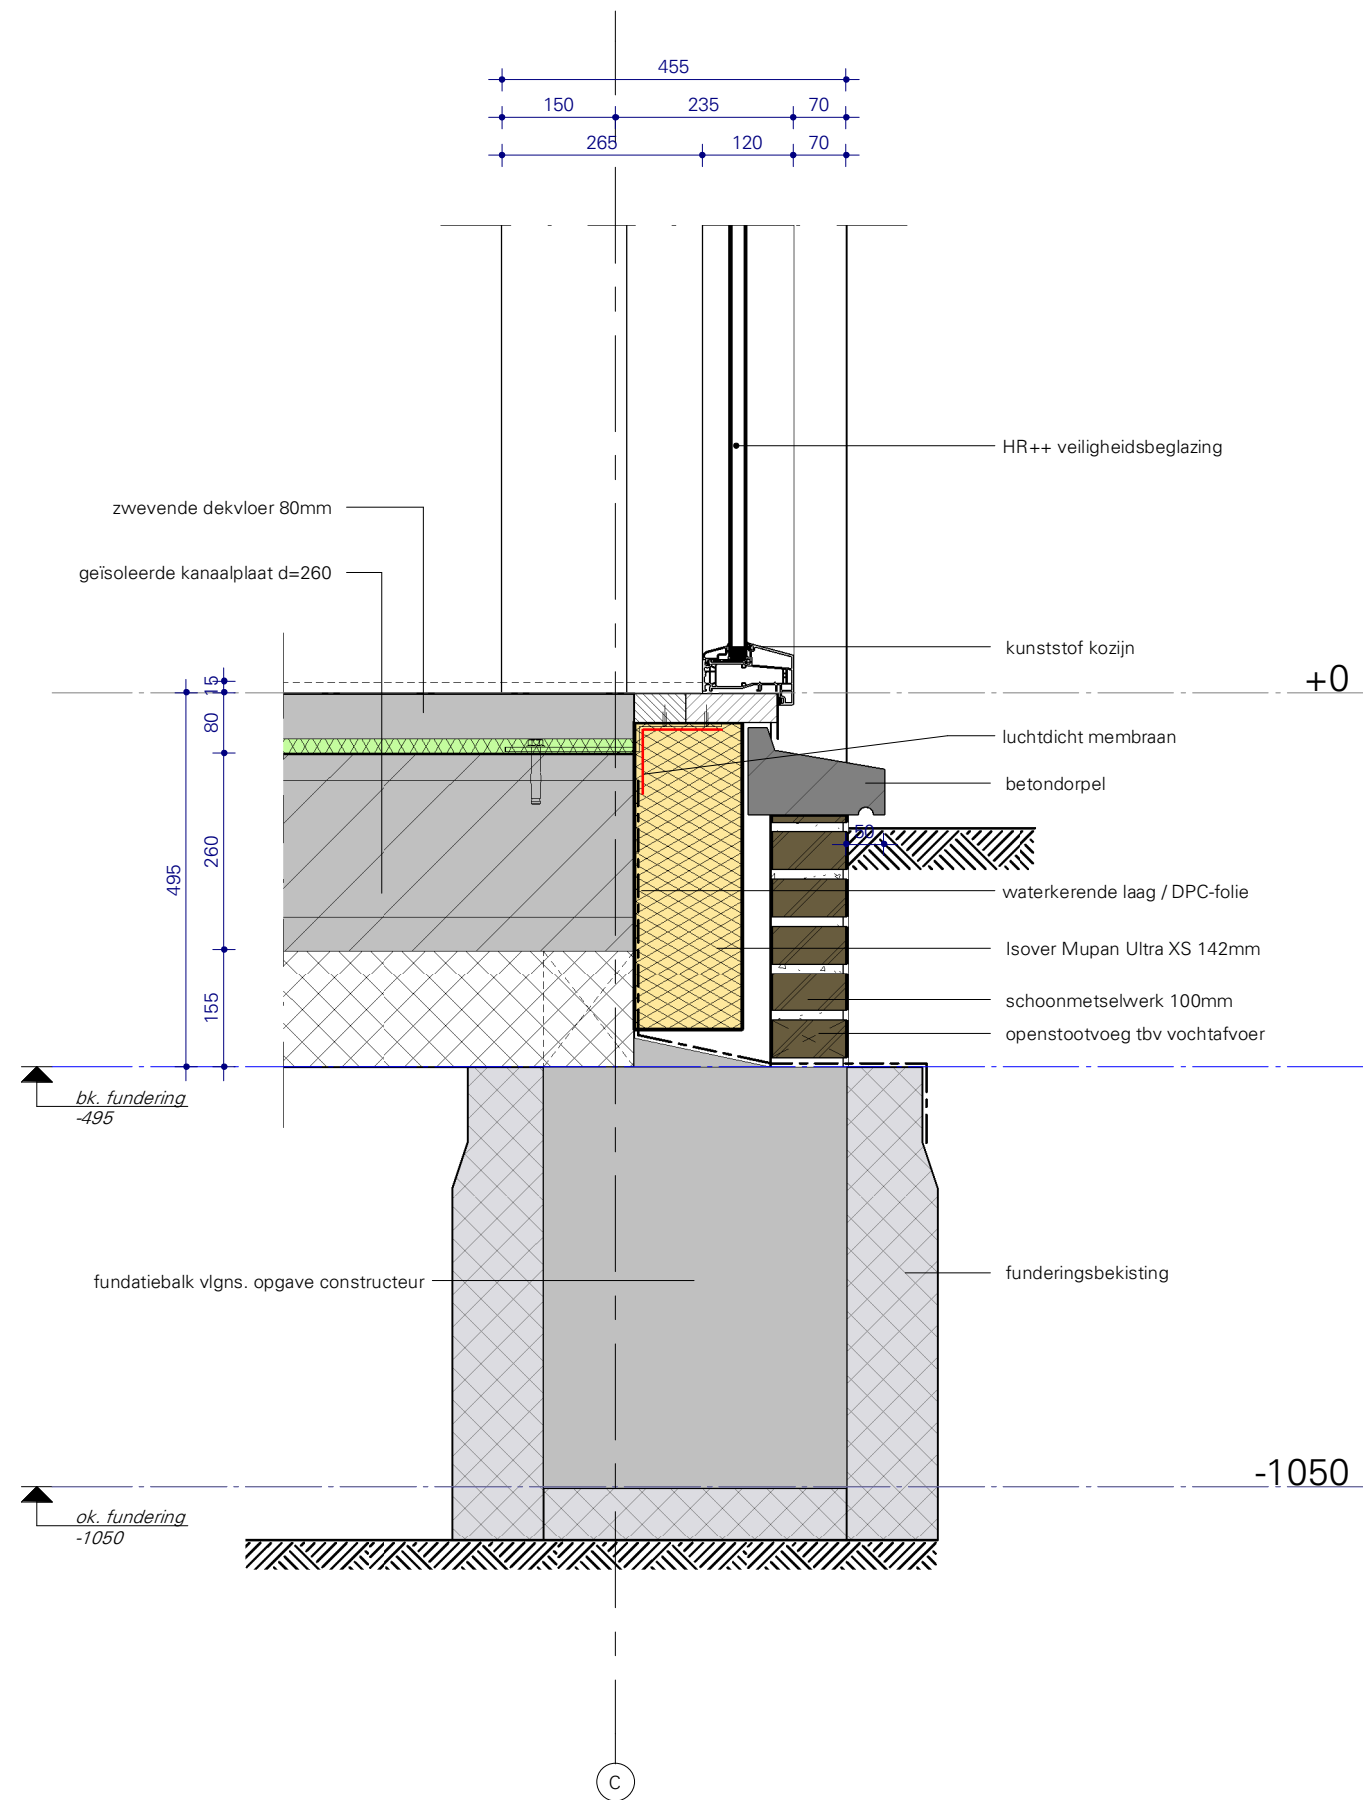 455
150 235 70
265 120 70
HR++ veiligheidsbeglazing
zwevende dekvloer 80mm
geïsoleerde kanaalplaat d=260
kunststof kozijn
+0
15
80
luchtdicht membraan
betondorpel
50
260
495
waterkerende laag / DPC-folie
Isover Mupan Ultra XS 142mm
155
schoonmetselwerk 100mm
openstootvoeg tbv vochtafvoer
bk. fundering
-495
fundatiebalk vlgns. opgave constructeur
funderingsbekisting
-1050
ok. fundering
-1050
C